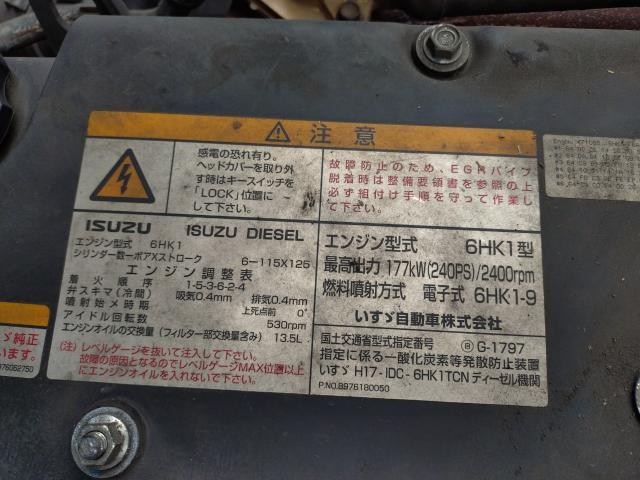 ⚠ 注意
感電の恐れ有り。
ヘッドカバーを取り外
す時はキースイッチを
「LOCK」位置に
して下さい。
故障防止のため、EGRパイプ
脱着時は整備要領書を参照の上
必ず組付け手順を守って作業
して下さい。
ISUZU ISUZU DIESEL
エンジン型式 6HK1
シリンダー数ーボアXストローク 6-115X125
エンジン調整表
着火順序 1-5-3-6-2-4
弁スキマ(冷間) 吸気0.4mm 排気0.4mm
噴射始メ時期 上死点前 0°
アイドル回転数 530rpm
エンジンオイルの交換量(フィルター部交換量含み) 13.5L
(注)レベルゲージを抜いて注入して下さい。
故障の原因となるのでレベルゲージMAX位置以上
にエンジンオイルを入れないで下さい。
エンジン型式 6HK1型
最高出力 177kW(240PS)/2400rpm
燃料噴射方式 電子式 6HK1-9
いすゞ自動車株式会社
国土交通省型式指定番号 Ⓑ G-1797
指定に係る一酸化炭素等発散防止装置
いすゞ H17-IDC-6HK1TCN ディーゼル機関
P.NO.8976180050
ゞ純正
います。
8976062750